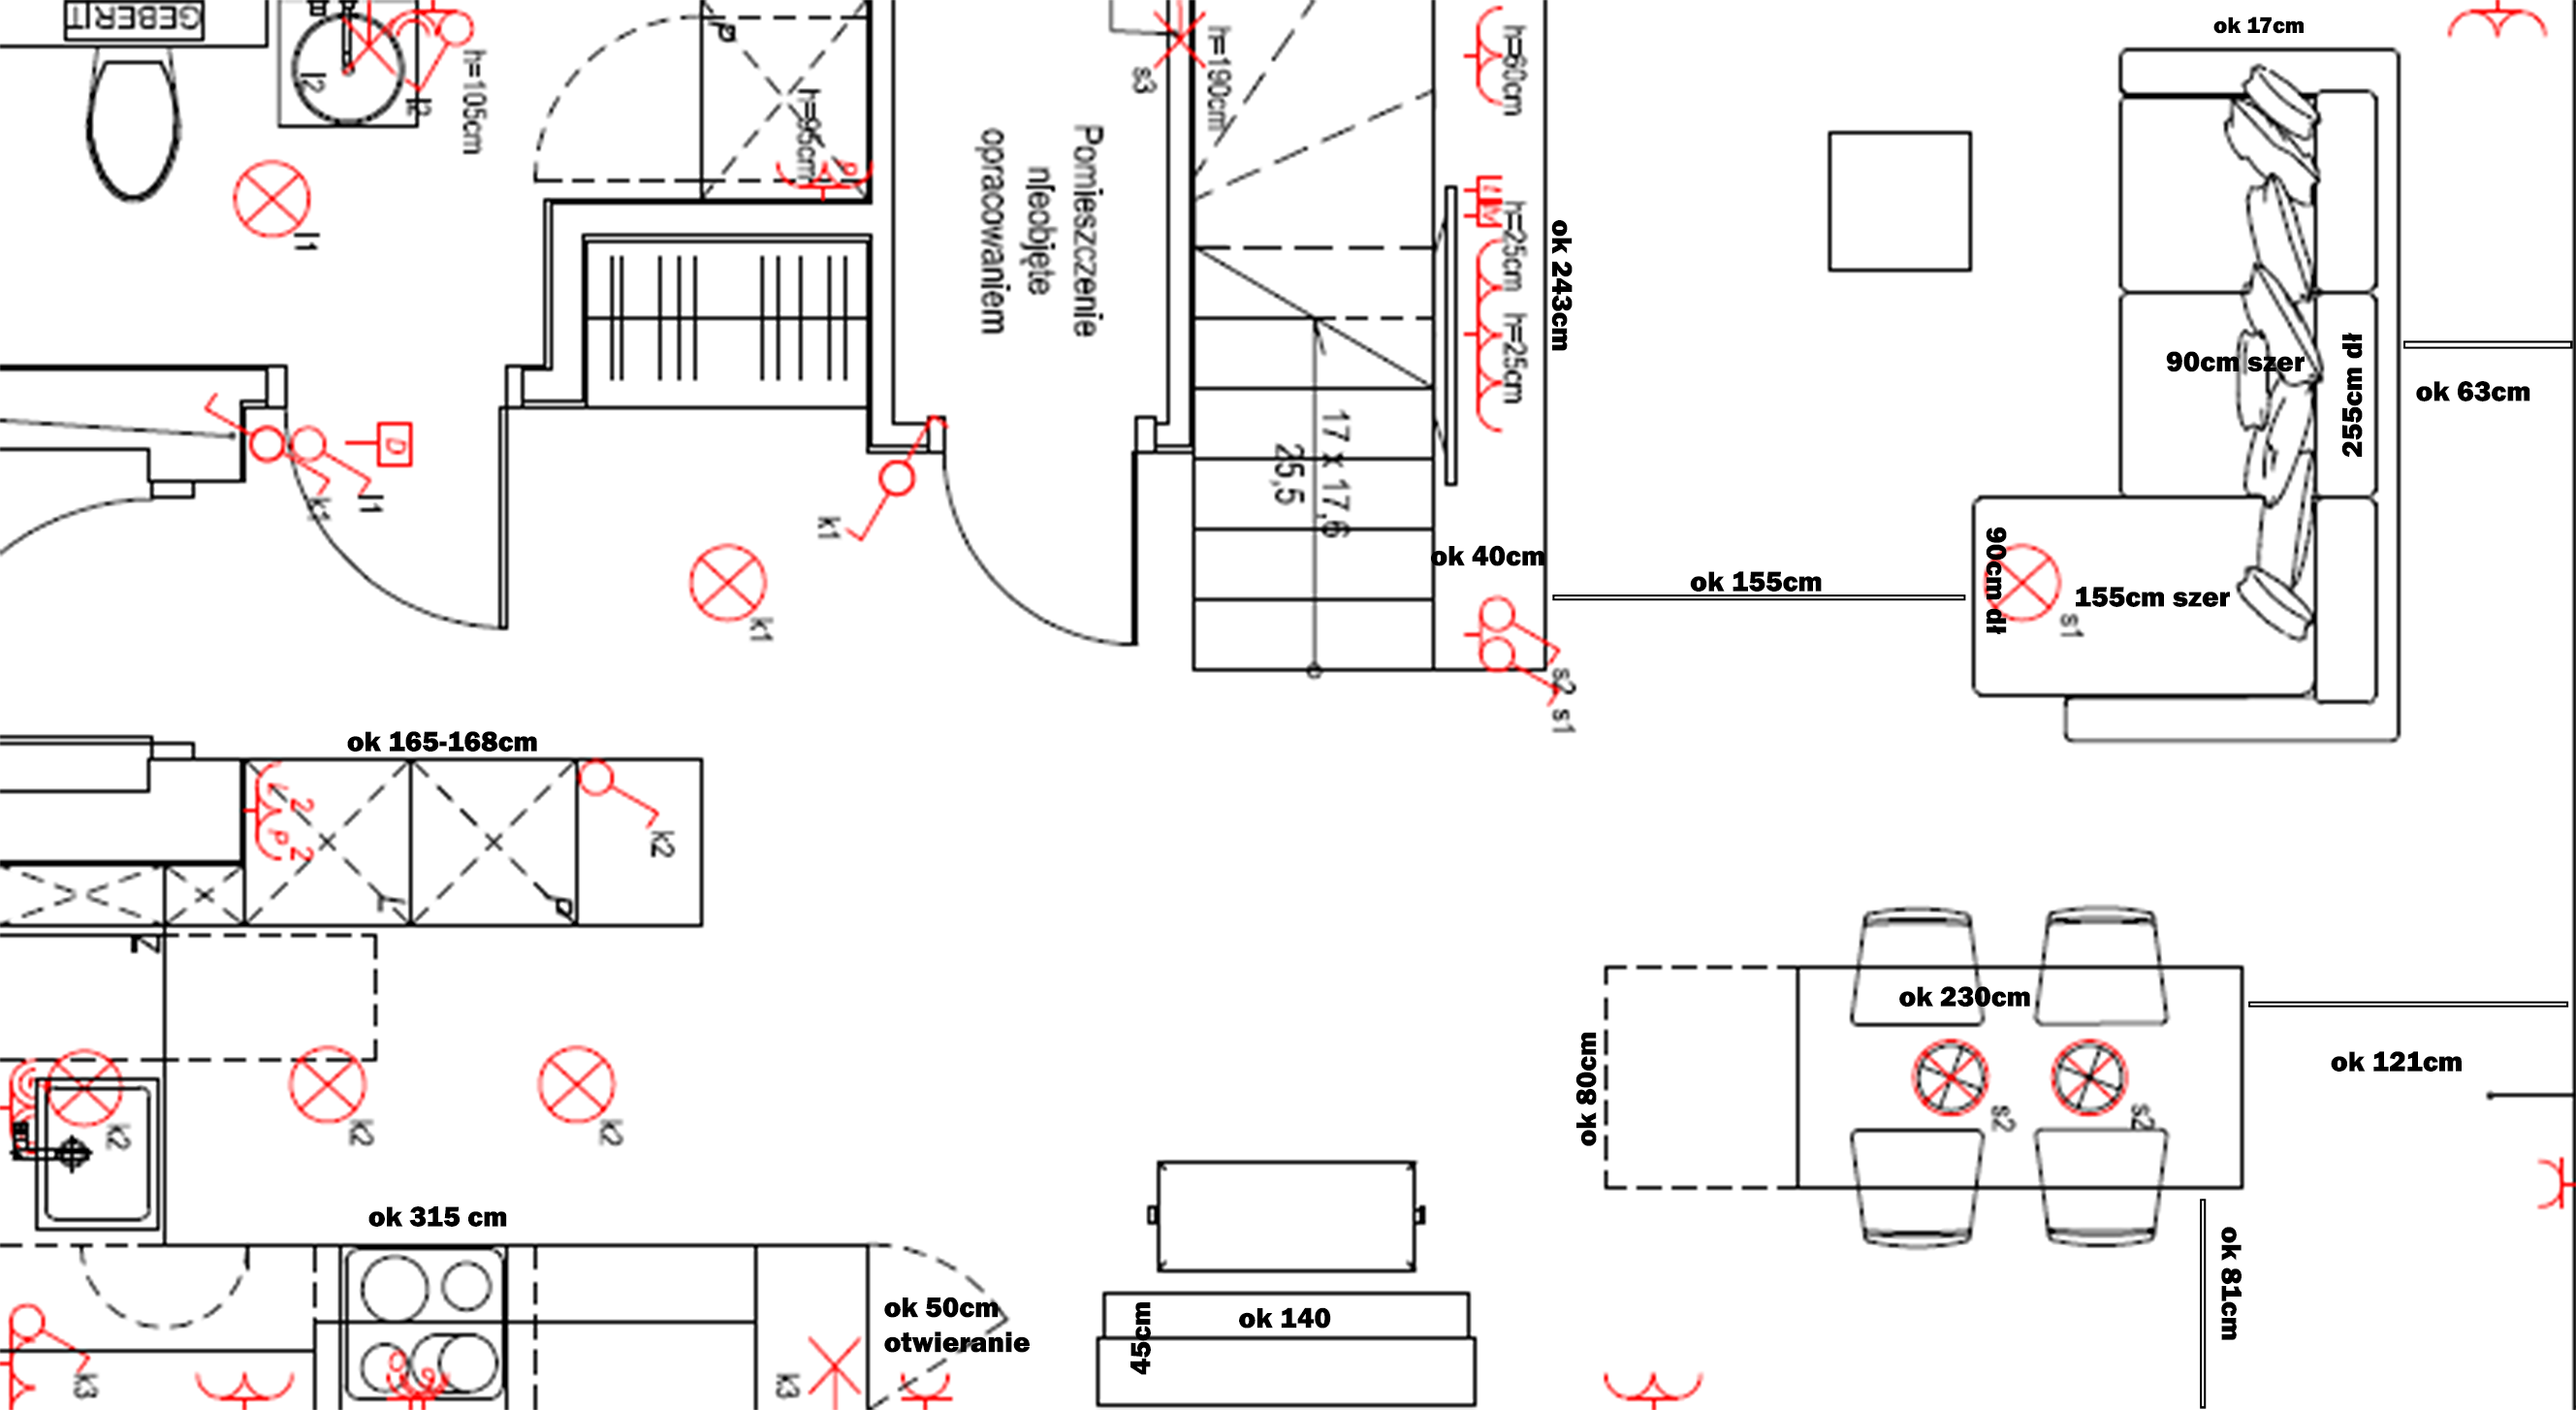 GEBERIT
l2
l2
h=105cm
l1
P
h=95cm
P
s3
h=190cm
Pomieszczenie
nieobjęte
opracowaniem
h=60cm
h=25cm
h=25cm
ok 243cm
ok 17cm
90cm szer
255cm dł
ok 63cm
D
k1
l1
k1
k1
17 x 17,6
25,5
ok 40cm
ok 155cm
90cm dł
155cm szer
s1
s2
s1
ok 165-168cm
L 2
P 2
k2
L
P
Z
k2
k2
k2
ok 315 cm
k3
k3
ok 50cm
otwieranie
ok 140
45cm
ok 80cm
ok 230cm
s2
s2
ok 121cm
ok 81cm